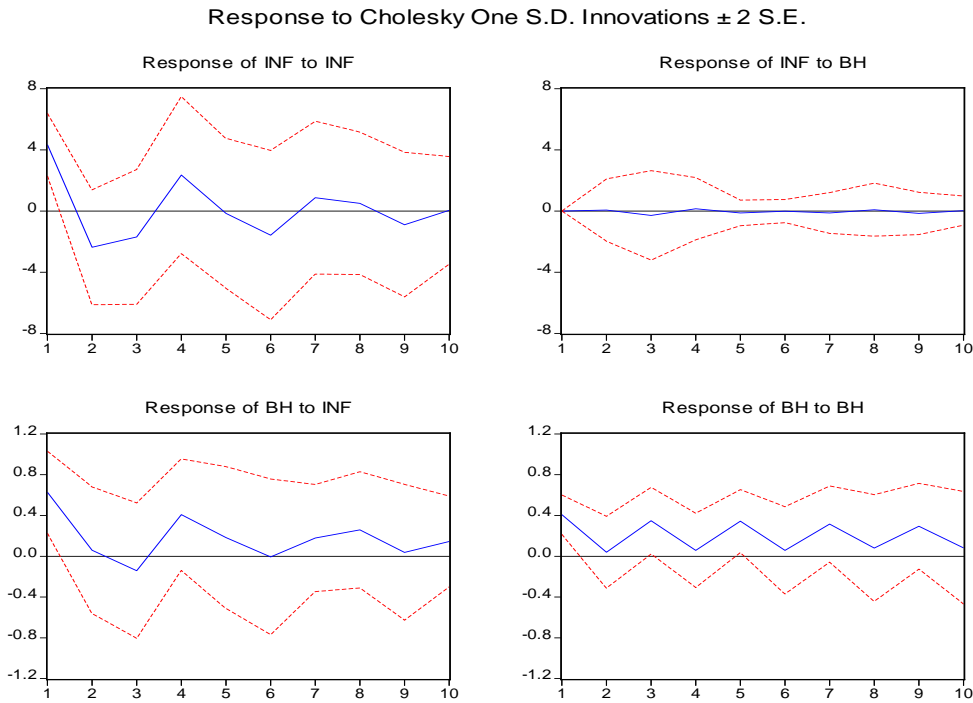 Response to Cholesky One S.D. Innovations ± 2 S.E.
Response of INF to INF
8
4
0
-4
-8
1 2 3 4 5 6 7 8 9 10
Response of INF to BH
8
4
0
-4
-8
1 2 3 4 5 6 7 8 9 10
Response of BH to INF
1.2
0.8
0.4
0.0
-0.4
-0.8
-1.2
1 2 3 4 5 6 7 8 9 10
Response of BH to BH
1.2
0.8
0.4
0.0
-0.4
-0.8
-1.2
1 2 3 4 5 6 7 8 9 10